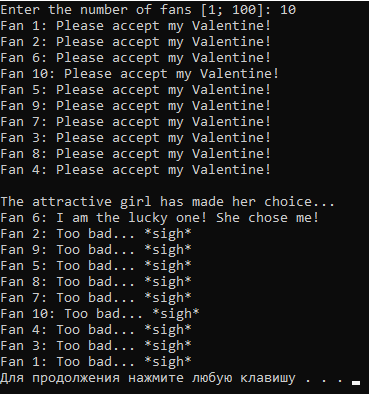 Enter the number of fans [1; 100]: 10
Fan 1: Please accept my Valentine!
Fan 2: Please accept my Valentine!
Fan 6: Please accept my Valentine!
Fan 10: Please accept my Valentine!
Fan 5: Please accept my Valentine!
Fan 9: Please accept my Valentine!
Fan 7: Please accept my Valentine!
Fan 3: Please accept my Valentine!
Fan 8: Please accept my Valentine!
Fan 4: Please accept my Valentine!
The attractive girl has made her choice...
Fan 6: I am the lucky one! She chose me!
Fan 2: Too bad... *sigh*
Fan 9: Too bad... *sigh*
Fan 5: Too bad... *sigh*
Fan 8: Too bad... *sigh*
Fan 7: Too bad... *sigh*
Fan 10: Too bad... *sigh*
Fan 4: Too bad... *sigh*
Fan 3: Too bad... *sigh*
Fan 1: Too bad... *sigh*
Для продолжения нажмите любую клавишу . . .